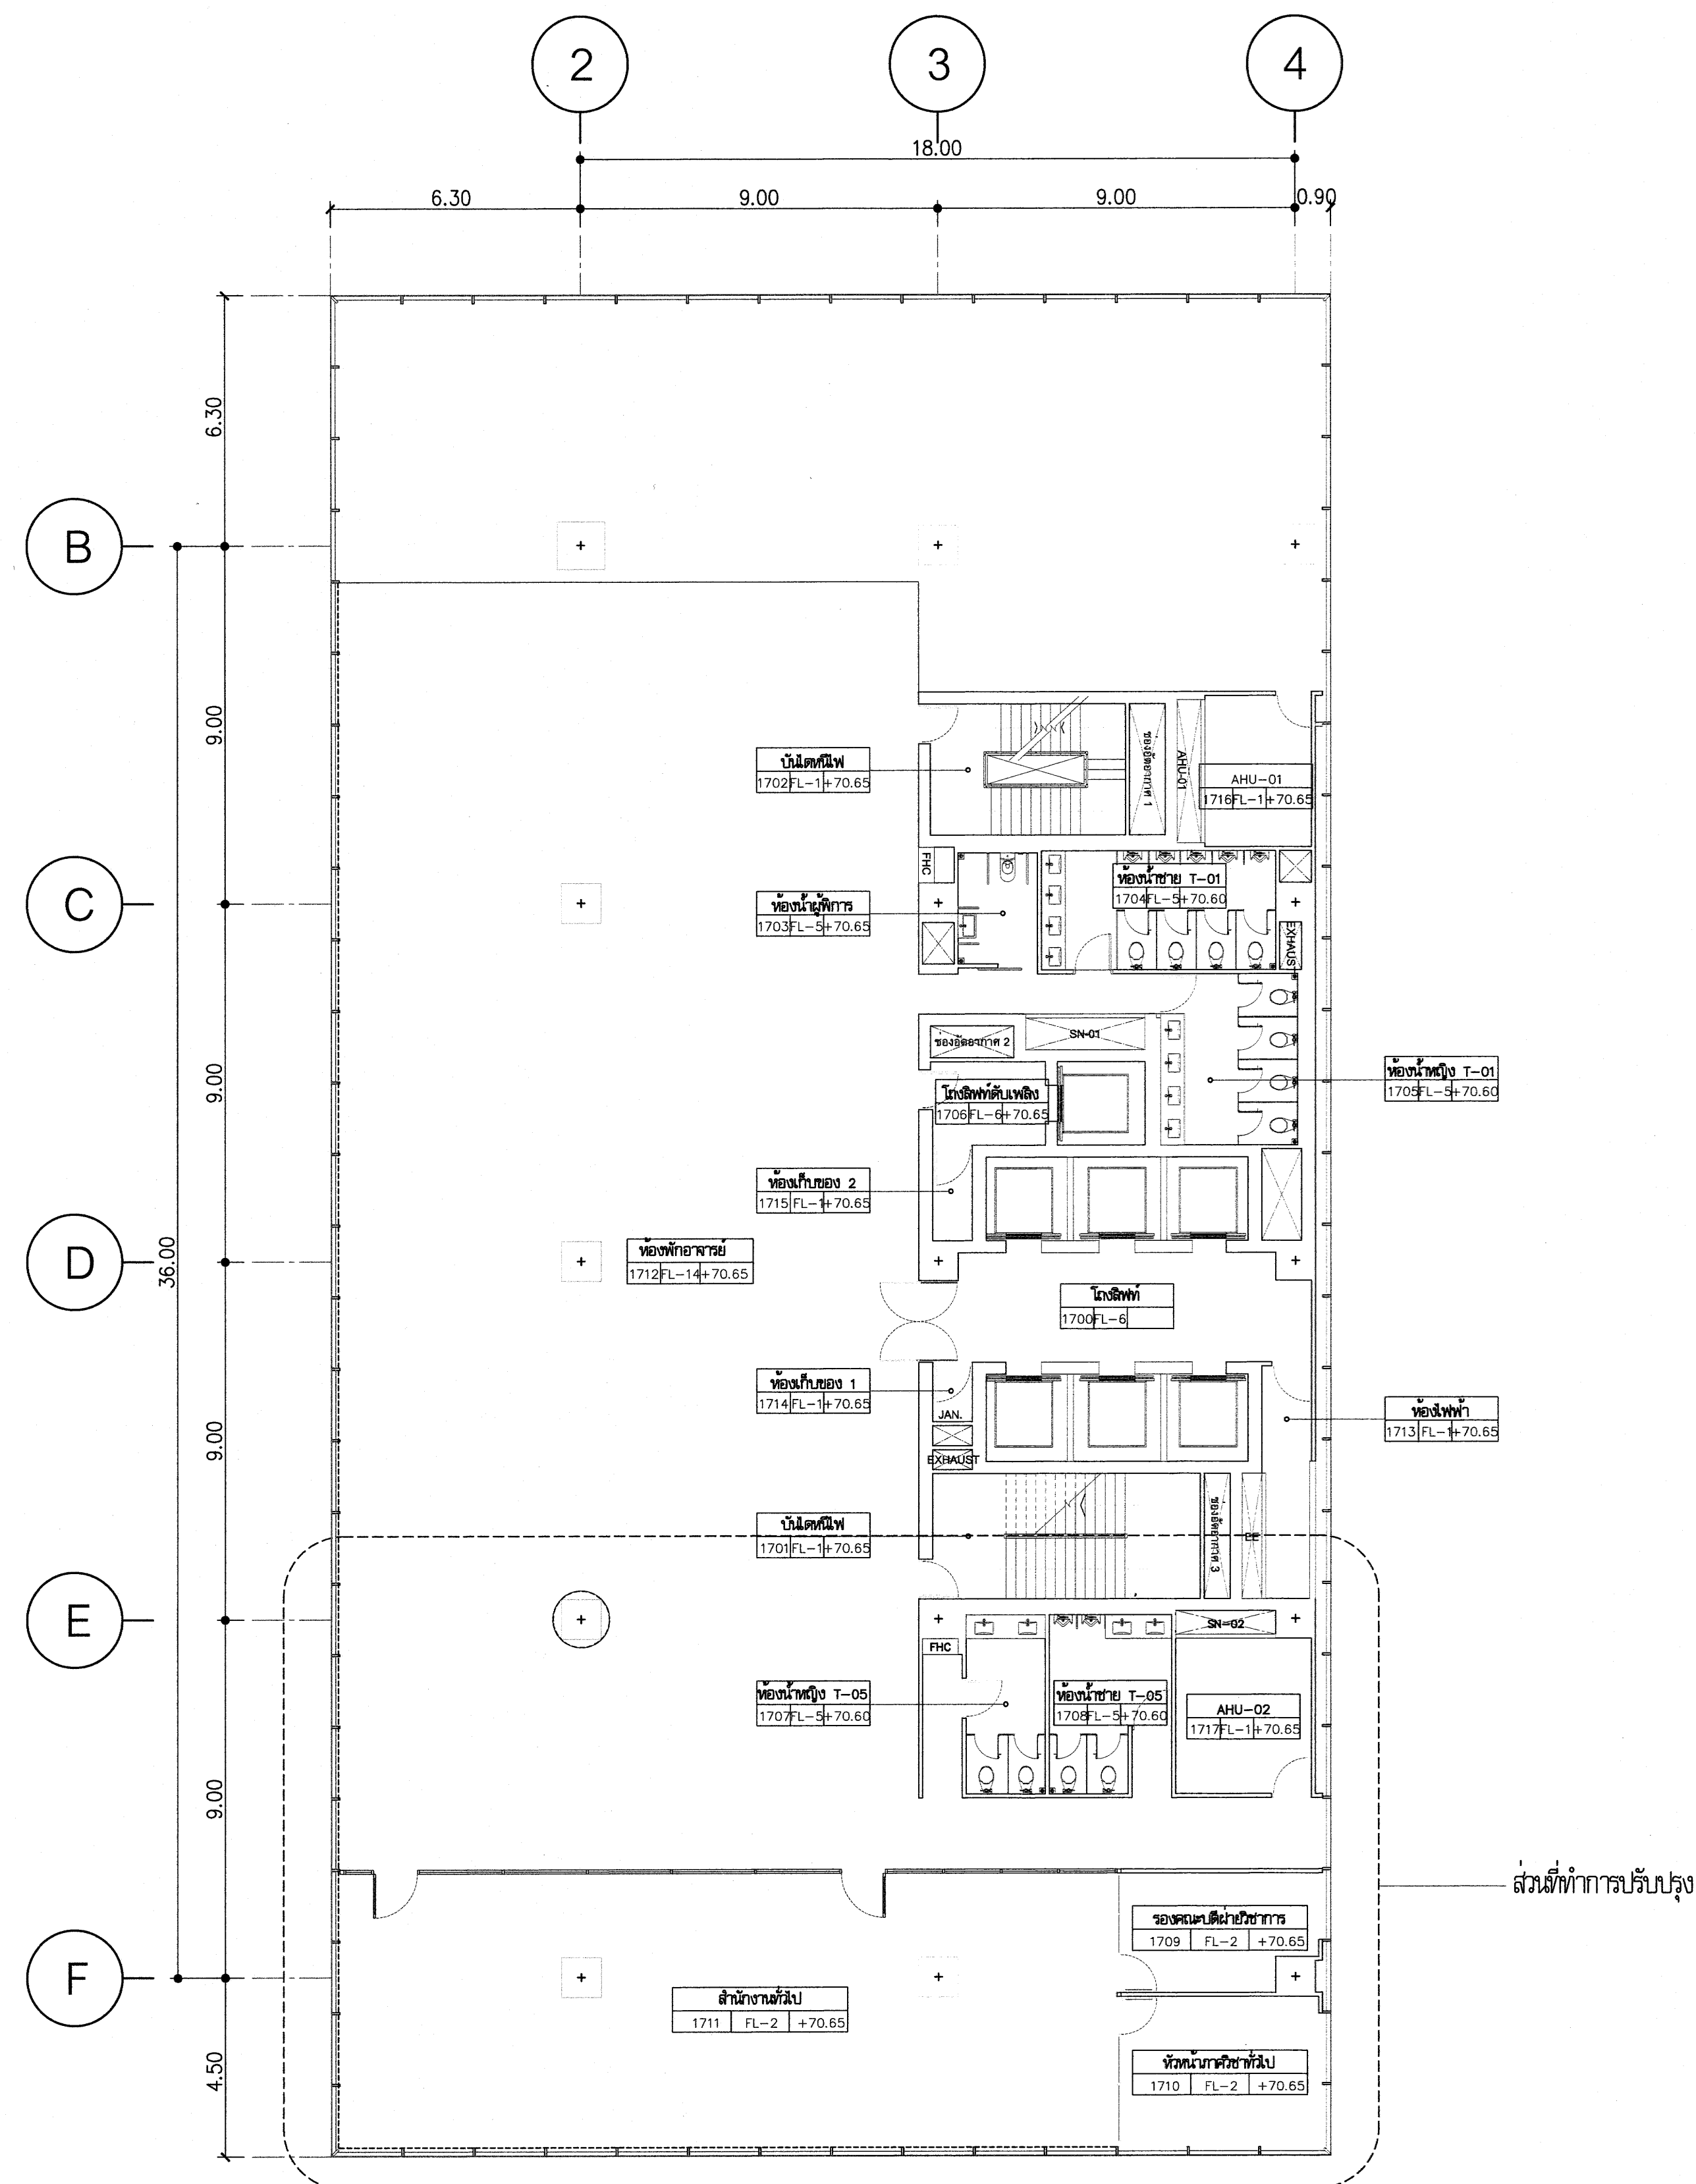 2
3
4
18.00
6.30
9.00
9.00
0.90
6.30
B
9.00
บันไดหนีไฟ
1702 FL-1 +70.65
ช่องอัดอากาศ 1
AHU-01
AHU-01
1716 FL-1 +70.65
FHC
ห้องน้ำชาย T-01
1704 FL-5 +70.60
C
ห้องน้ำผู้พิการ
1703 FL-5 +70.65
EXHAUS
ช่องอัดอากาศ 2
SN-01
9.00
โถงลิฟท์ดับเพลิง
1706 FL-6 +70.65
ห้องน้ำหญิง T-01
1705 FL-5 +70.60
ห้องเก็บของ 2
1715 FL-1 +70.65
D
36.00
ห้องพักอาจารย์
1712 FL-14 +70.65
โถงลิฟท์
1700 FL-6
ห้องเก็บของ 1
1714 FL-1 +70.65
JAN.
EXHAUST
ห้องไฟฟ้า
1713 FL-1 +70.65
9.00
บันไดหนีไฟ
1701 FL-1 +70.65
ช่องอัดอากาศ 3
EE
E
SN-02
FHC
ห้องน้ำหญิง T-05
1707 FL-5 +70.60
ห้องน้ำชาย T-05
1708 FL-5 +70.60
AHU-02
1717 FL-1 +70.65
9.00
ส่วนที่ทำการปรับปรุง
รองคณะบดีฝ่ายวิชาการ
1709 FL-2 +70.65
F
สำนักงานทั่วไป
1711 FL-2 +70.65
หัวหน้าภาควิชาทั่วไป
1710 FL-2 +70.65
4.50